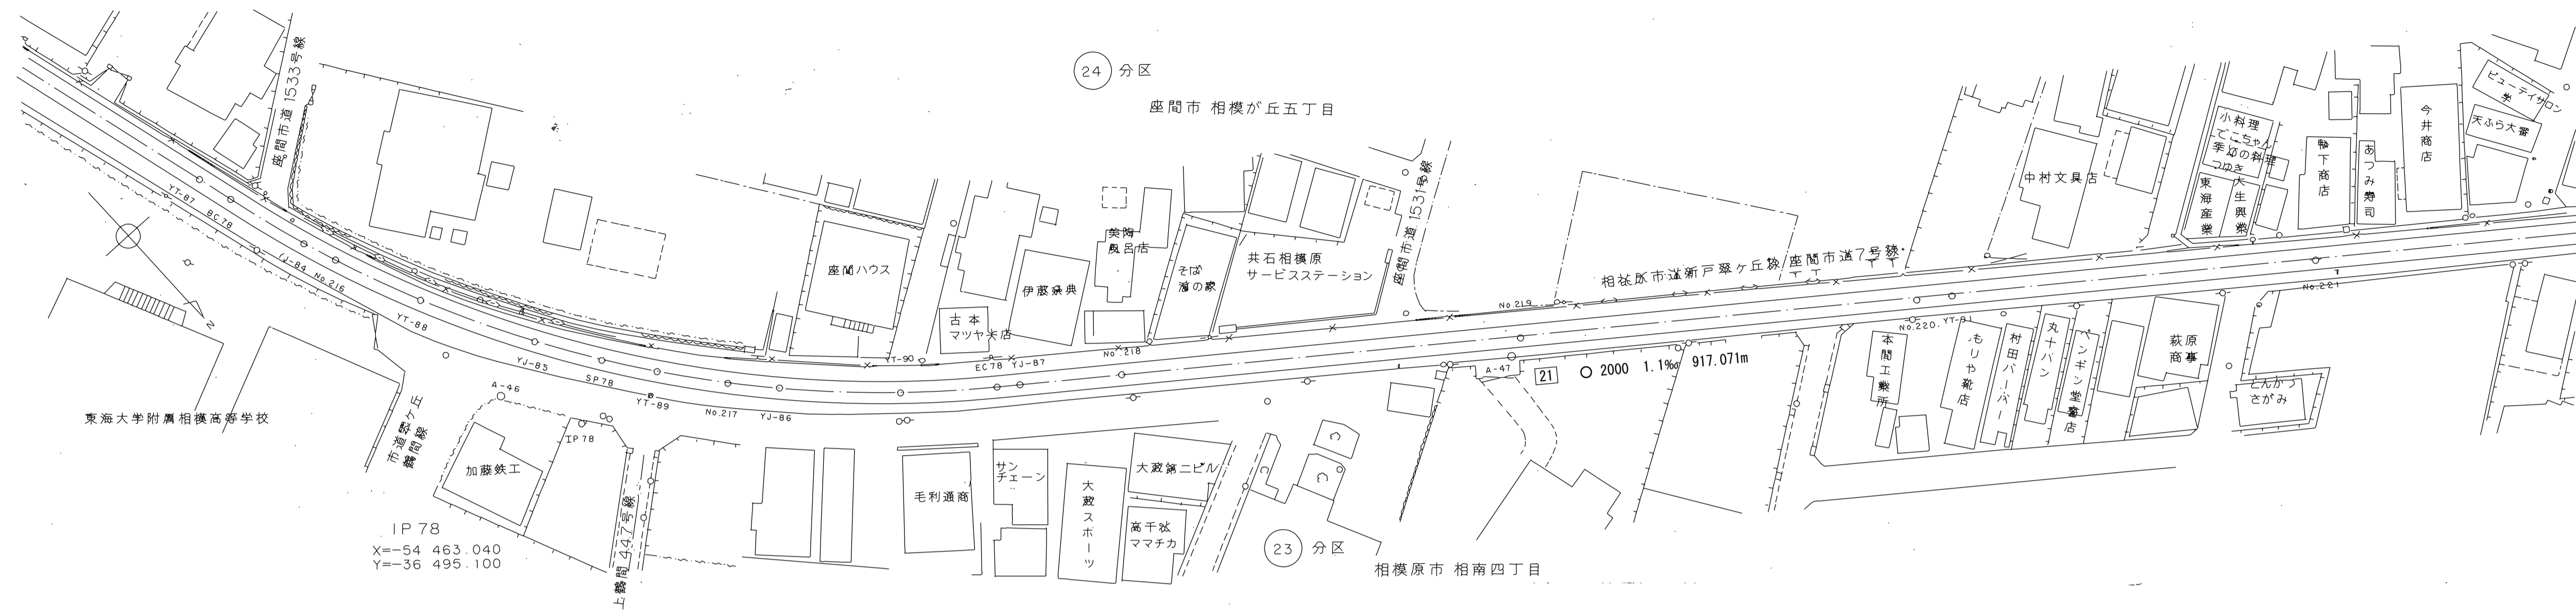 24 分区
座間市 相模が丘五丁目
座間市道 1533号線
YT-87
BC78
YJ-84
No.216
YT-88
YJ-85
SP78
YT-89
No.217
YJ-86
A-46
IP78
N
東海大学附属相模高等学校
市道翠ヶ丘
鶴間線
加藤鉄工
IP 78
X=-54 463.040
Y=-36 495.100
上鶴間 447号線
座間ハウス
YT-90
EC78
YJ-87
No.218
古本
マツヤ本店
伊藤祭典
美陶
風呂店
そば
共石相模原
サービスステーション
座間市道 1531号線
毛利通商
サン
チェーン
大蔵スポーツ
大蔵第二ビル
高千穂
ママチカ
23 分区
相模原市 相南四丁目
No.219
相模原市道新戸翠ヶ丘線/座間市道7号線
A-47
21 ○ 2000 1.1‰ 917.071m
中村文具店
小料理
でこちゃん
季節の料理
つゆき
東海産業
大生興業
鴨下商店
あつみ寿司
今井商店
ビューティサロン
学
天ぷら大番
本間工業所
No.220.
YT-91
もりや靴店
村田バーバー
丸十パン
ペンギン堂書店
萩原
商事
No.221
とんかつ
さがみ